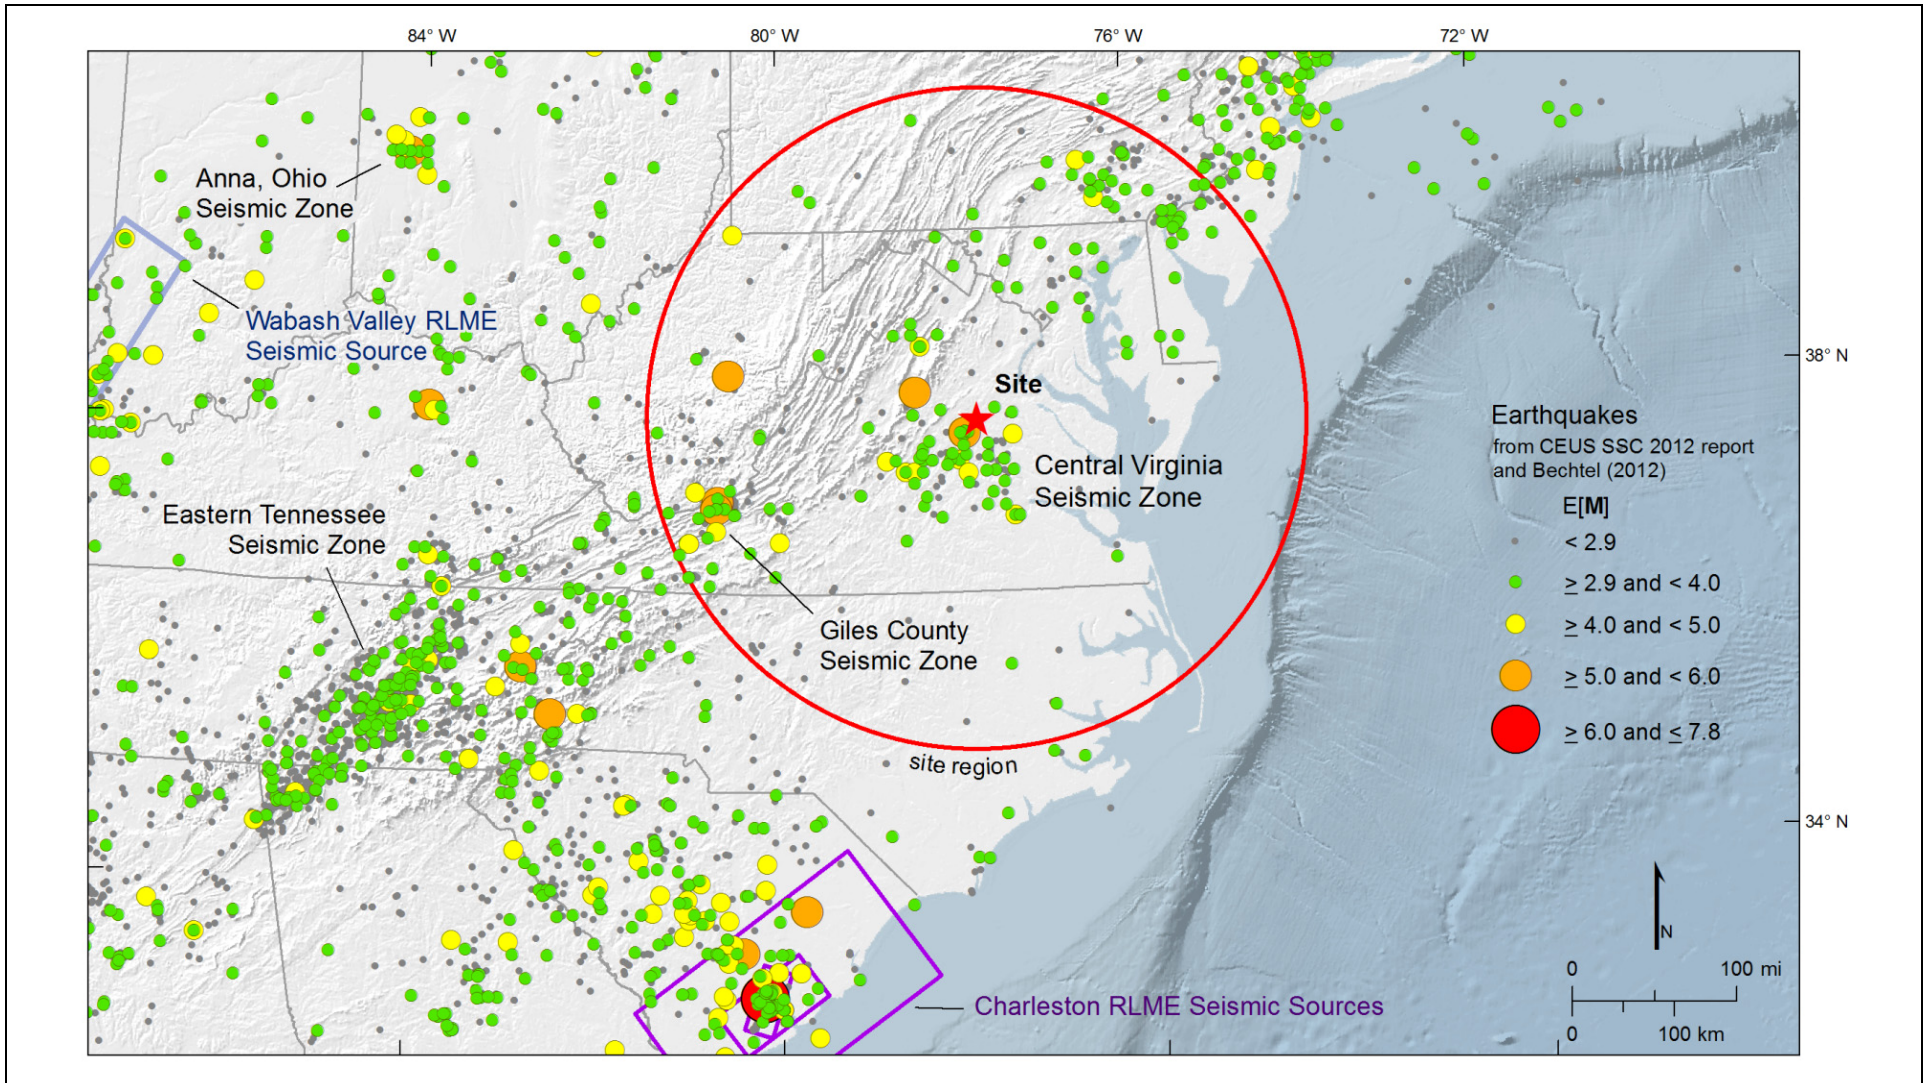 84° W
80° W
76° W
72° W
Anna, Ohio
Seismic Zone
Wabash Valley RLME
Seismic Source
38° N
Site
Earthquakes
from CEUS SSC 2012 report
and Bechtel (2012)
E[M]
< 2.9
≥ 2.9 and < 4.0
≥ 4.0 and < 5.0
≥ 5.0 and < 6.0
≥ 6.0 and ≤ 7.8
Central Virginia
Seismic Zone
Eastern Tennessee
Seismic Zone
Giles County
Seismic Zone
site region
34° N
N
0 100 mi
0 100 km
Charleston RLME Seismic Sources